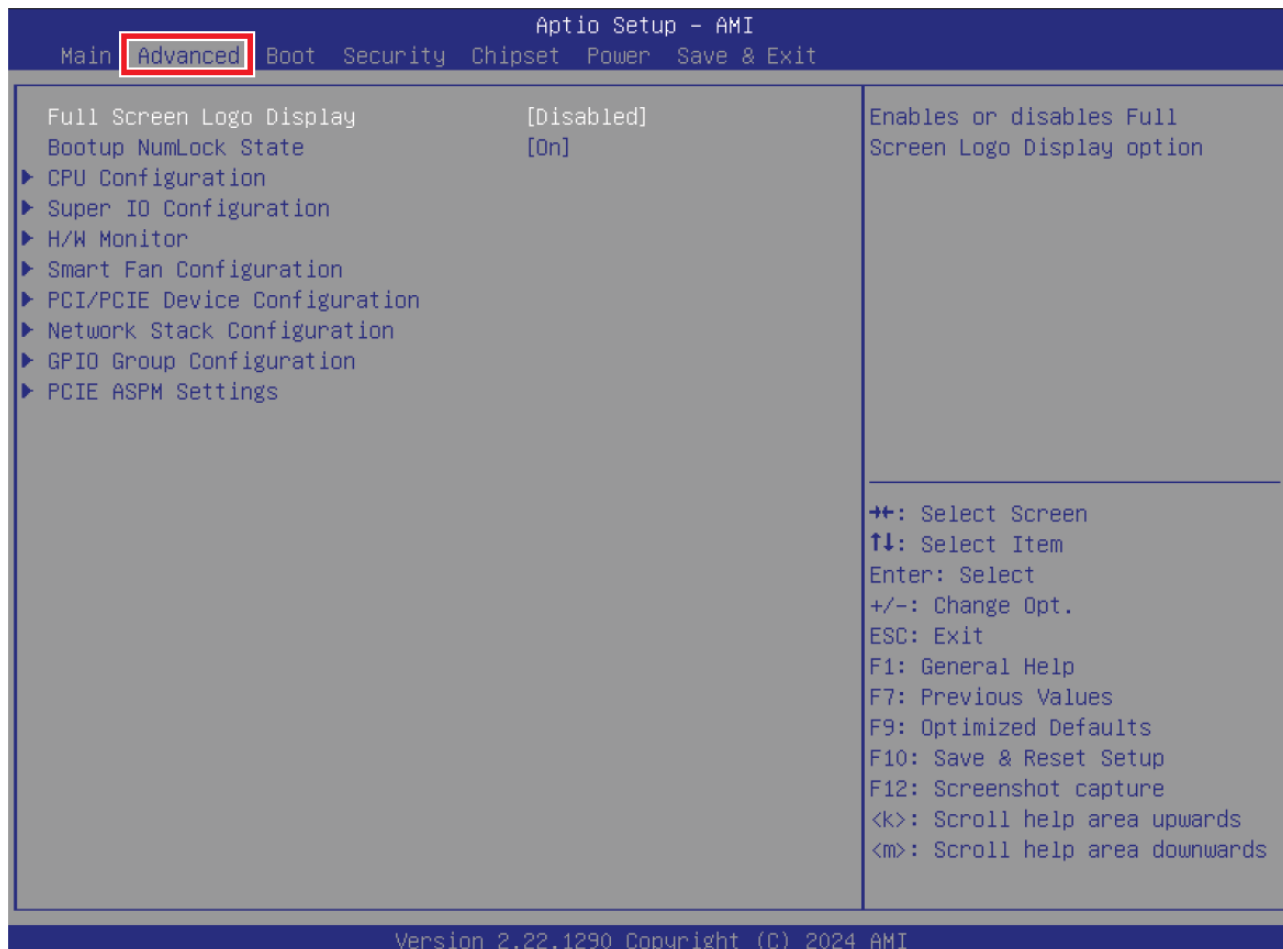 Aptio Setup – AMI
Main Advanced Boot Security Chipset Power Save & Exit
Full Screen Logo Display [Disabled]
Bootup NumLock State [On]
▶ CPU Configuration
▶ Super IO Configuration
▶ H/W Monitor
▶ Smart Fan Configuration
▶ PCI/PCIE Device Configuration
▶ Network Stack Configuration
▶ GPIO Group Configuration
▶ PCIE ASPM Settings
Enables or disables Full
Screen Logo Display option
→←: Select Screen
↑↓: Select Item
Enter: Select
+/-: Change Opt.
ESC: Exit
F1: General Help
F7: Previous Values
F9: Optimized Defaults
F10: Save & Reset Setup
F12: Screenshot capture
<k>: Scroll help area upwards
<m>: Scroll help area downwards
Version 2.22.1290 Copyright (C) 2024 AMI